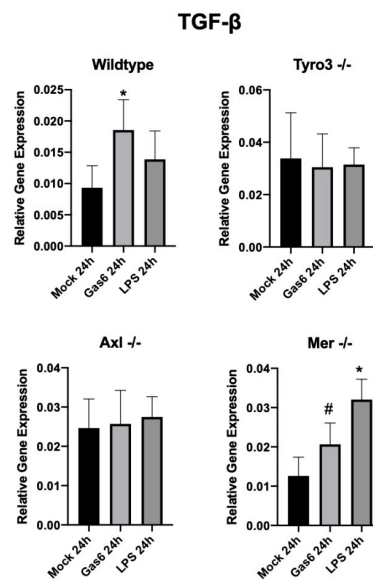 TGF-β
Wildtype
Relative Gene Expression
0.025
0.020
0.015
0.010
0.005
0.000
*
Mock 24h
Gas6 24h
LPS 24h
Tyro3 -/-
Relative Gene Expression
0.06
0.04
0.02
0.00
Mock 24h
Gas6 24h
LPS 24h
Axl -/-
Relative Gene Expression
0.04
0.03
0.02
0.01
0.00
Mock 24h
Gas6 24h
LPS 24h
Mer -/-
Relative Gene Expression
0.04
0.03
0.02
0.01
0.00
#
*
Mock 24h
Gas6 24h
LPS 24h